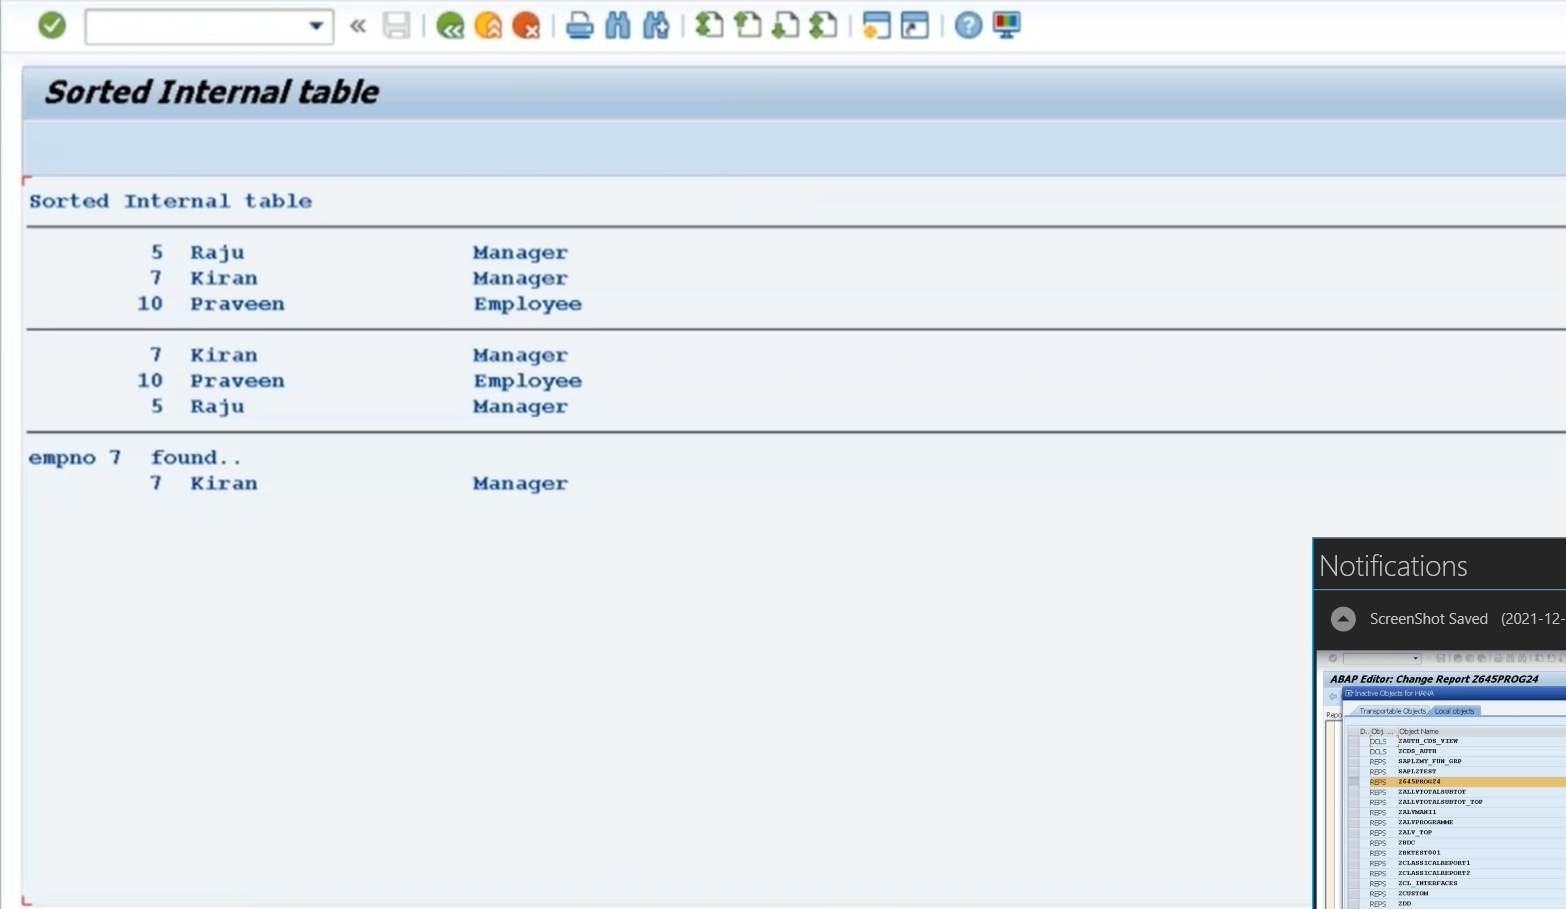 Sorted Internal table
Sorted Internal table
5 Raju Manager
7 Kiran Manager
10 Praveen Employee
7 Kiran Manager
10 Praveen Employee
5 Raju Manager
empno 7 found..
7 Kiran Manager
Notifications
ScreenShot Saved (2021-12-
ABAP Editor: Change Report Z645PROG24
Inactive Objects for HANA
Transportable Objects Local objects
Repo
D.. Obj. ... Object Name
DCLS ZAUTH_CDS_VIEW
DCLS ZCDS_AUTH
REPS SAPLZMY_FUN_GRP
REPS SAPLZTEST
REPS Z645PROG24
REPS ZALLVTOTALSUBTOT
REPS ZALLVTOTALSUBTOT_TOP
REPS ZALVMANI1
REPS ZALVPROGRAMME
REPS ZALV_TOP
REPS ZBDC
REPS ZBKTEST001
REPS ZCLASSICALREPORT1
REPS ZCLASSICALREPORT2
REPS ZCL_INTERFACES
REPS ZCUSTOM
REPS ZDD